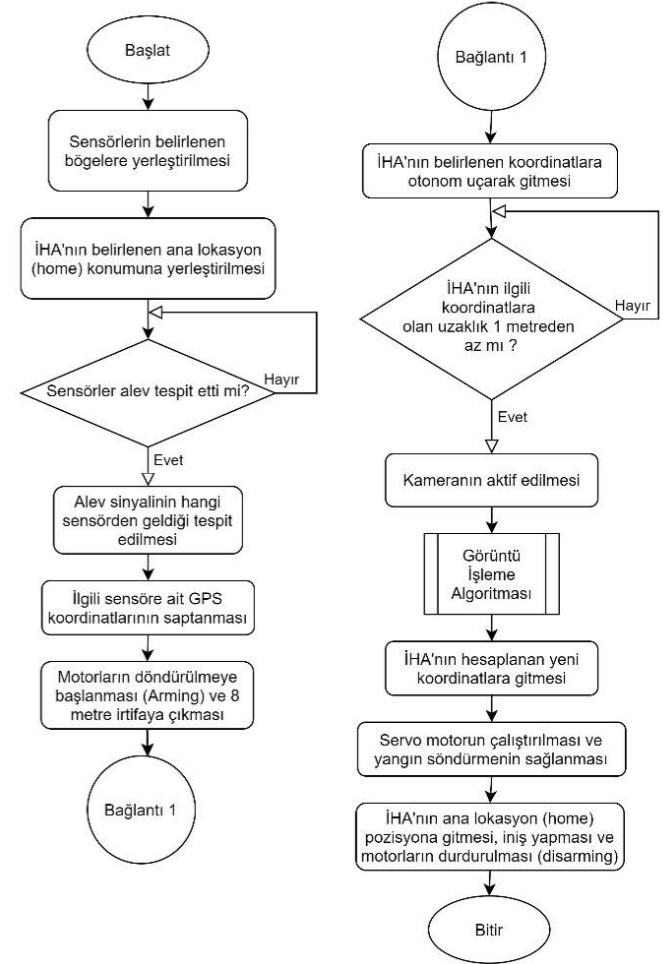 Başlat
Sensörlerin belirlenen
bögelere yerleştirilmesi
İHA'nın belirlenen ana lokasyon
(home) konumuna yerleştirilmesi
Sensörler alev tespit etti mi?
Hayır
Evet
Alev sinyalinin hangi
sensörden geldiği tespit
edilmesi
İlgili sensöre ait GPS
koordinatlarının saptanması
Motorların döndürülmeye
başlanması (Arming) ve 8
metre irtifaya çıkması
Bağlantı 1
Bağlantı 1
İHA'nın belirlenen koordinatlara
otonom uçarak gitmesi
İHA'nın ilgili
koordinatlara
olan uzaklık 1 metreden
az mı ?
Hayır
Evet
Kameranın aktif edilmesi
Görüntü
İşleme
Algoritması
İHA'nın hesaplanan yeni
koordinatlara gitmesi
Servo motorun çalıştırılması ve
yangın söndürmenin sağlanması
İHA'nın ana lokasyon (home)
pozisyona gitmesi, iniş yapması ve
motorların durdurulması (disarming)
Bitir